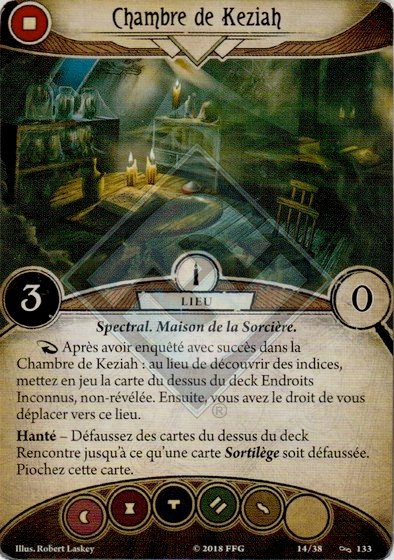 Chambre de Keziah
3
LIEU
0
Spectral. Maison de la Sorcière.
Après avoir enquêté avec succès dans la
Chambre de Keziah : au lieu de découvrir des indices,
mettez en jeu la carte du dessus du deck Endroits
Inconnus, non-révélée. Ensuite, vous avez le droit de vous
déplacer vers ce lieu.
Hanté – Défaussez des cartes du dessus du deck
Rencontre jusqu'à ce qu'une carte Sortilège soit défaussée.
Piochez cette carte.
Illus. Robert Laskey
© 2018 FFG
14/38
133